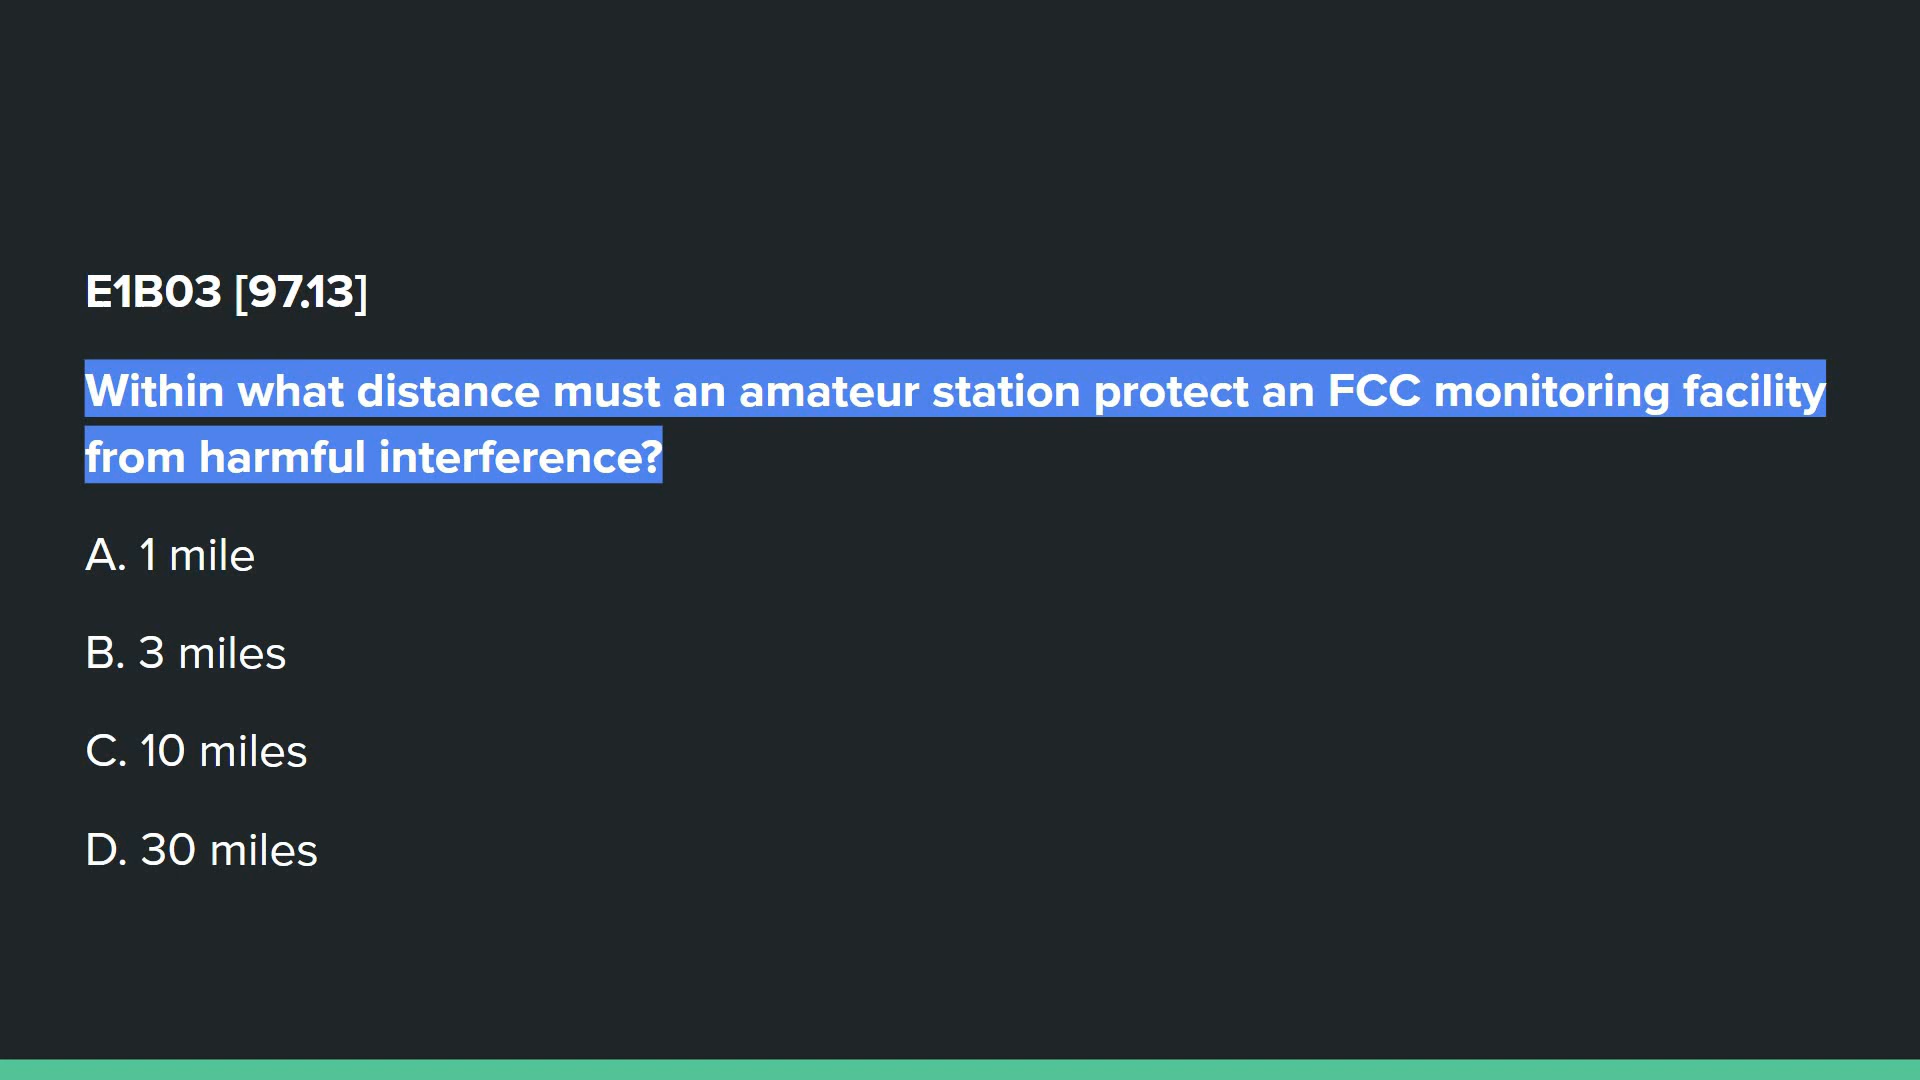 E1B03 [97.13]
Within what distance must an amateur station protect an FCC monitoring facility
from harmful interference?
A. 1 mile
B. 3 miles
C. 10 miles
D. 30 miles